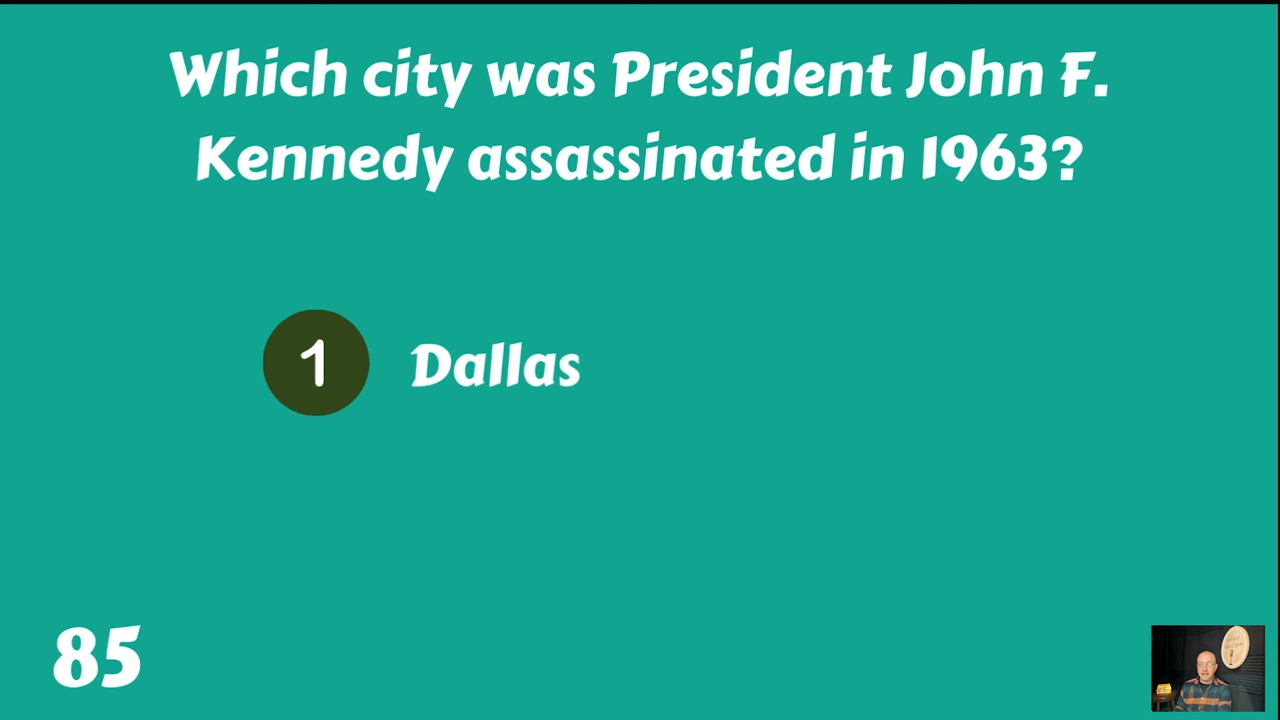 Which city was President John F.
Kennedy assassinated in 1963?
1 Dallas
85